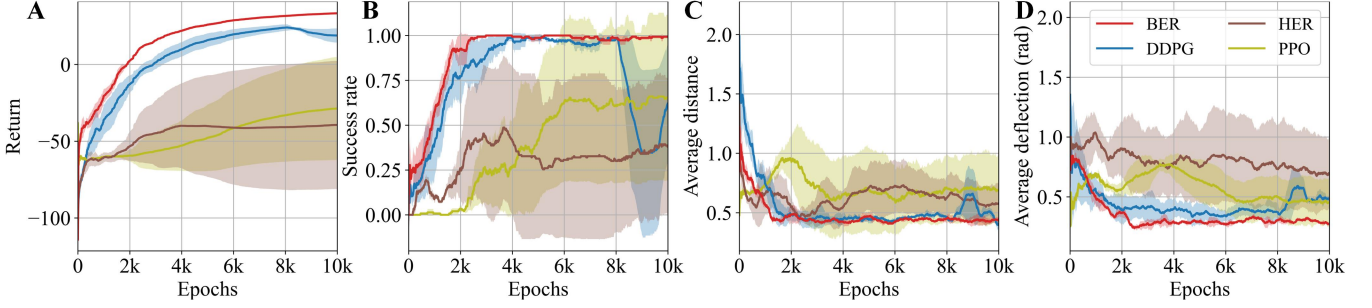 A
Return
0
−50
−100
0
2k
4k
6k
8k
10k
Epochs
B
Success rate
1.00
0.75
0.50
0.25
0.00
0
2k
4k
6k
8k
10k
Epochs
C
Average distance
2.0
1.5
1.0
0.5
0
2k
4k
6k
8k
10k
Epochs
D
Average deflection (rad)
2.0
1.5
1.0
0.5
0
2k
4k
6k
8k
10k
Epochs
BER
HER
DDPG
PPO